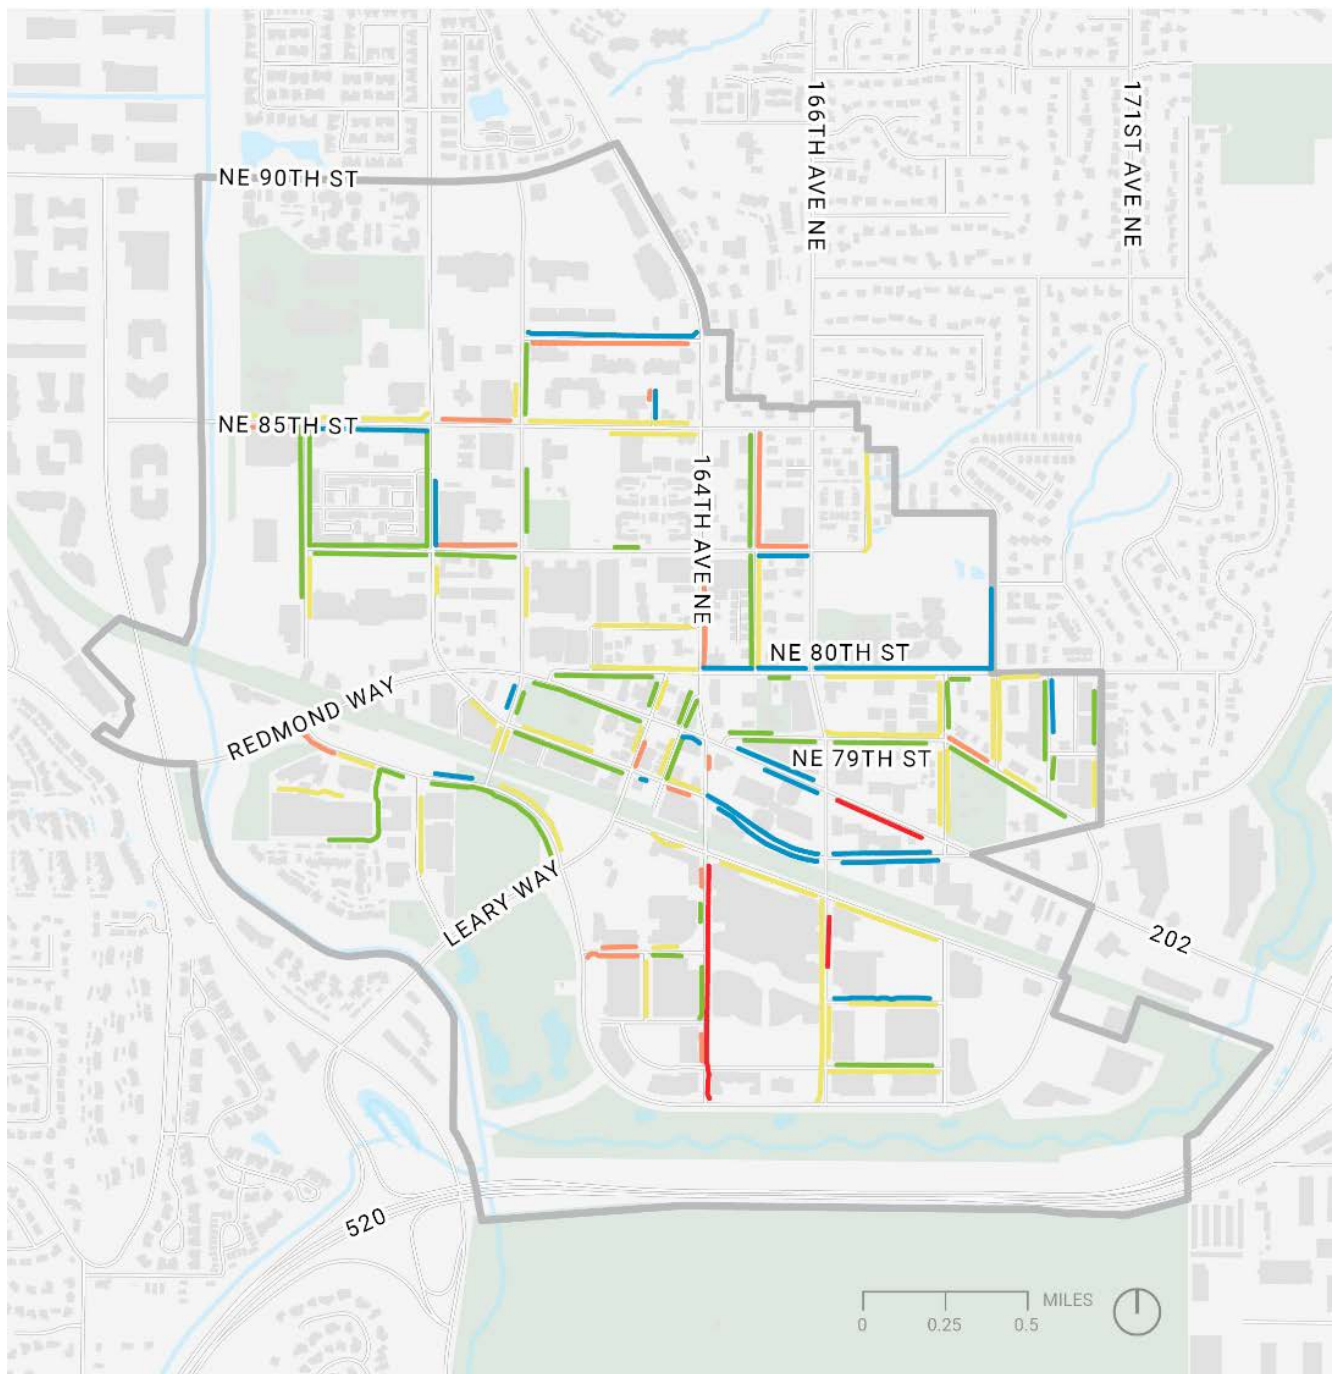 166TH AVE NE
171ST AVE NE
NE 90TH ST
NE 85TH ST
164TH AVE NE
NE 80TH ST
REDMOND WAY
NE 79TH ST
LEARY WAY
202
520
MILES
0 0.25 0.5